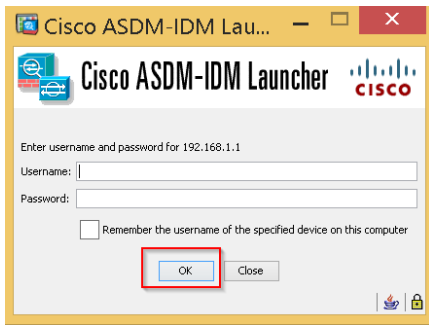 Cisco ASDM-IDM Lau...
Cisco ASDM-IDM Launcher
CISCO
Enter username and password for 192.168.1.1
Username:
Password:
Remember the username of the specified device on this computer
OK Close